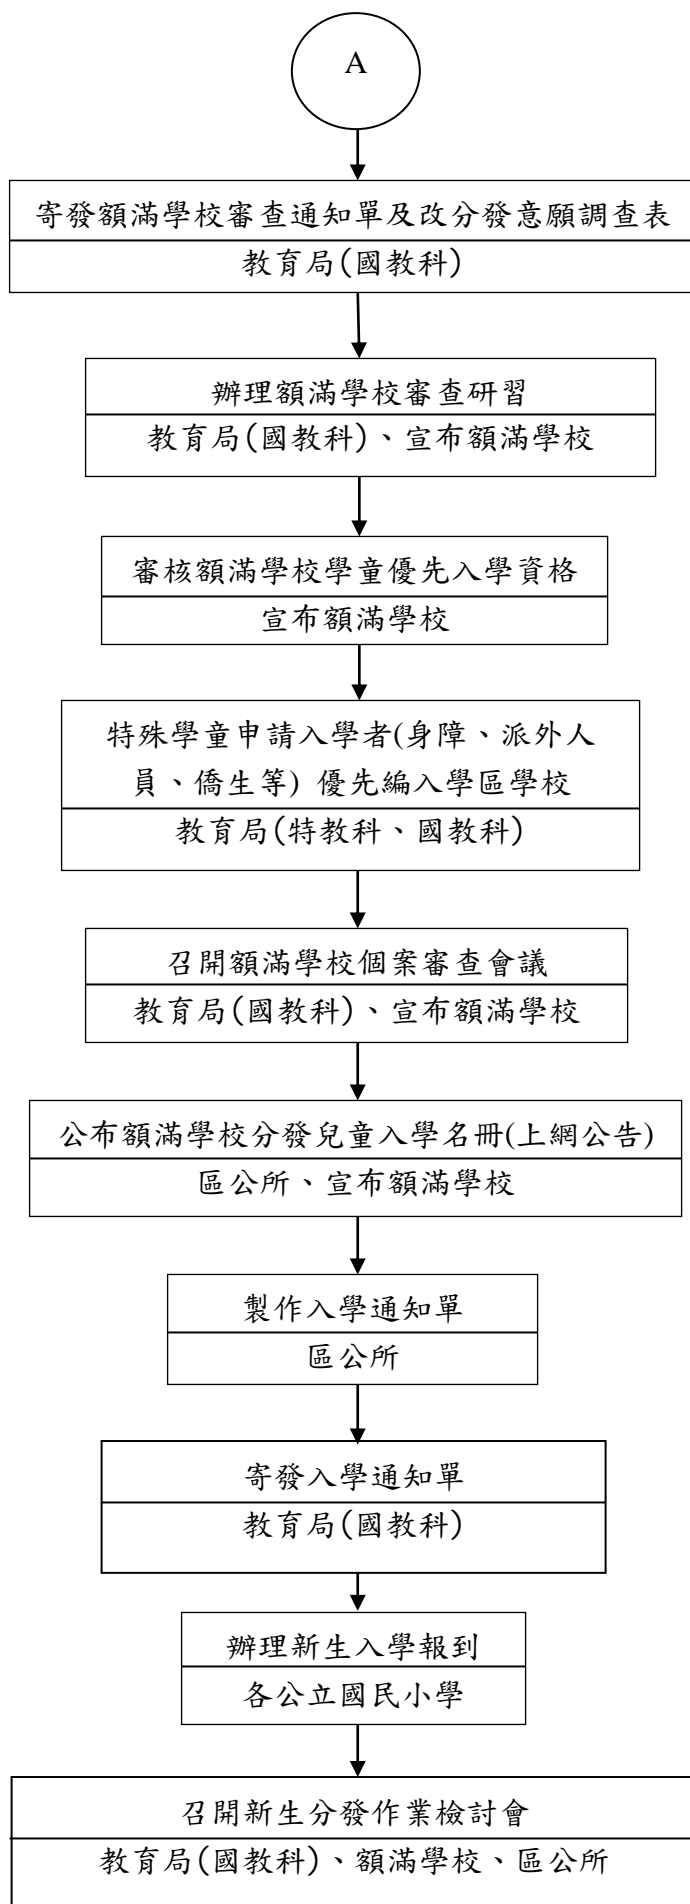 A
寄發額滿學校審查通知單及改分發意願調查表
教育局(國教科)
辦理額滿學校審查研習
教育局(國教科)、宣布額滿學校
審核額滿學校學童優先入學資格
宣布額滿學校
特殊學童申請入學者(身障、派外人
員、僑生等) 優先編入學區學校
教育局(特教科、國教科)
召開額滿學校個案審查會議
教育局(國教科)、宣布額滿學校
公布額滿學校分發兒童入學名冊(上網公告)
區公所、宣布額滿學校
製作入學通知單
區公所
寄發入學通知單
教育局(國教科)
辦理新生入學報到
各公立國民小學
召開新生分發作業檢討會
教育局(國教科)、額滿學校、區公所